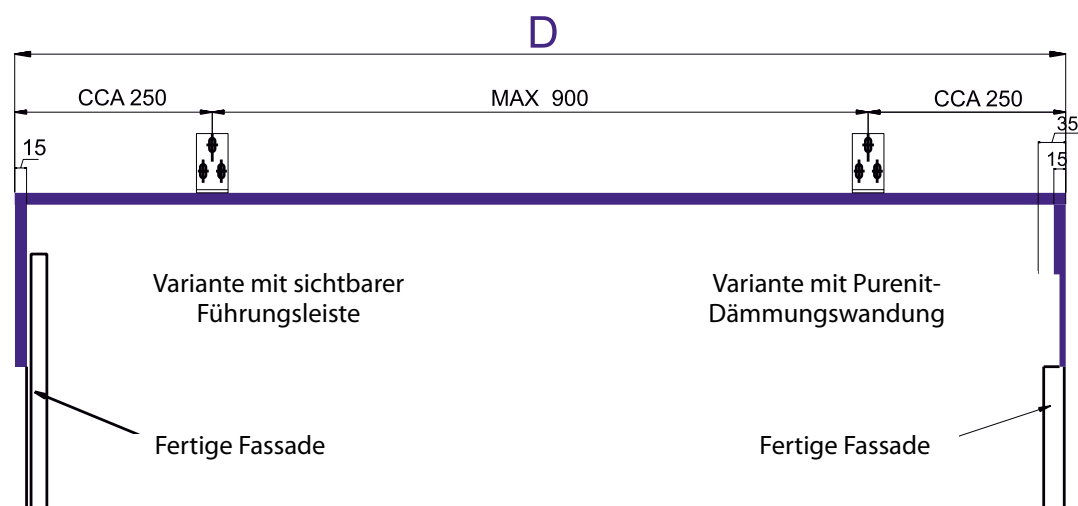 D
CCA 250
MAX 900
CCA 250
15
35
15
Variante mit sichtbarer
Führungsleiste
Variante mit Purenit-
Dämmungswandung
Fertige Fassade
Fertige Fassade